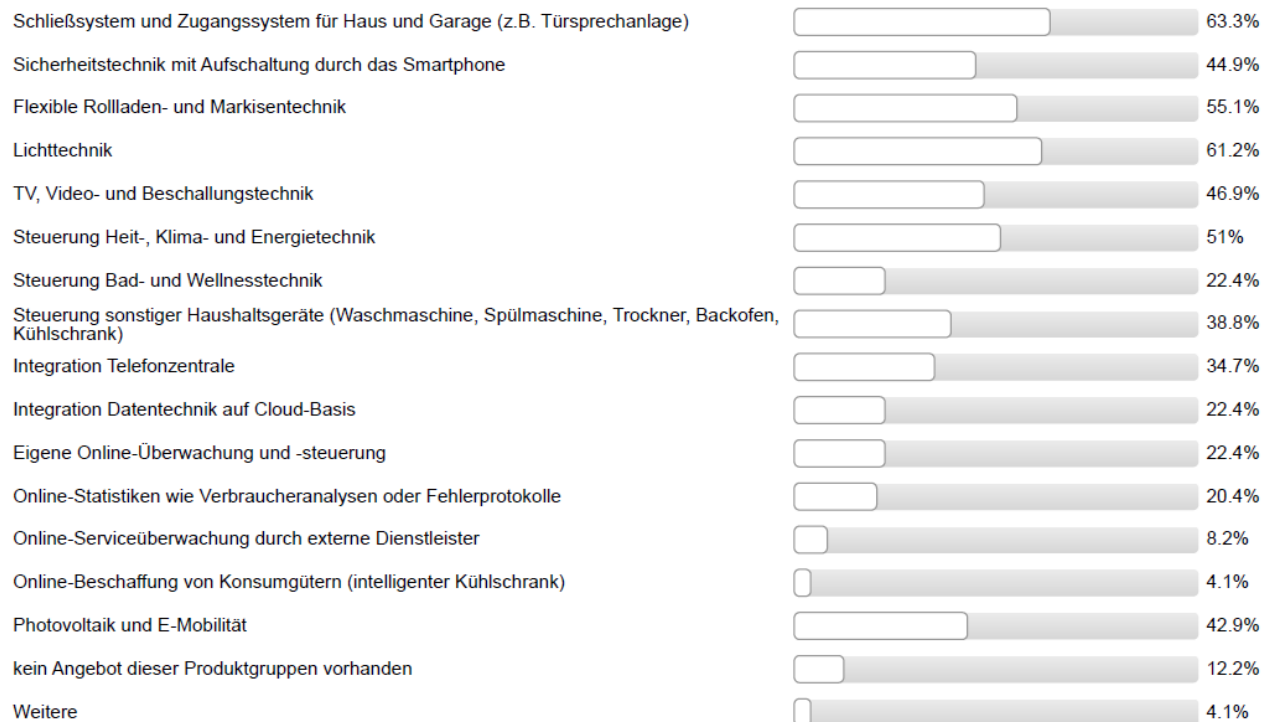 Schließsystem und Zugangssystem für Haus und Garage (z.B. Türsprechanlage) 63.3%
Sicherheitstechnik mit Aufschaltung durch das Smartphone 44.9%
Flexible Rollladen- und Markisentechnik 55.1%
Lichttechnik 61.2%
TV, Video- und Beschallungstechnik 46.9%
Steuerung Heit-, Klima- und Energietechnik 51%
Steuerung Bad- und Wellnesstechnik 22.4%
Steuerung sonstiger Haushaltsgeräte (Waschmaschine, Spülmaschine, Trockner, Backofen,
Kühlschrank) 38.8%
Integration Telefonzentrale 34.7%
Integration Datentechnik auf Cloud-Basis 22.4%
Eigene Online-Überwachung und -steuerung 22.4%
Online-Statistiken wie Verbraucheranalysen oder Fehlerprotokolle 20.4%
Online-Serviceüberwachung durch externe Dienstleister 8.2%
Online-Beschaffung von Konsumgütern (intelligenter Kühlschrank) 4.1%
Photovoltaik und E-Mobilität 42.9%
kein Angebot dieser Produktgruppen vorhanden 12.2%
Weitere 4.1%